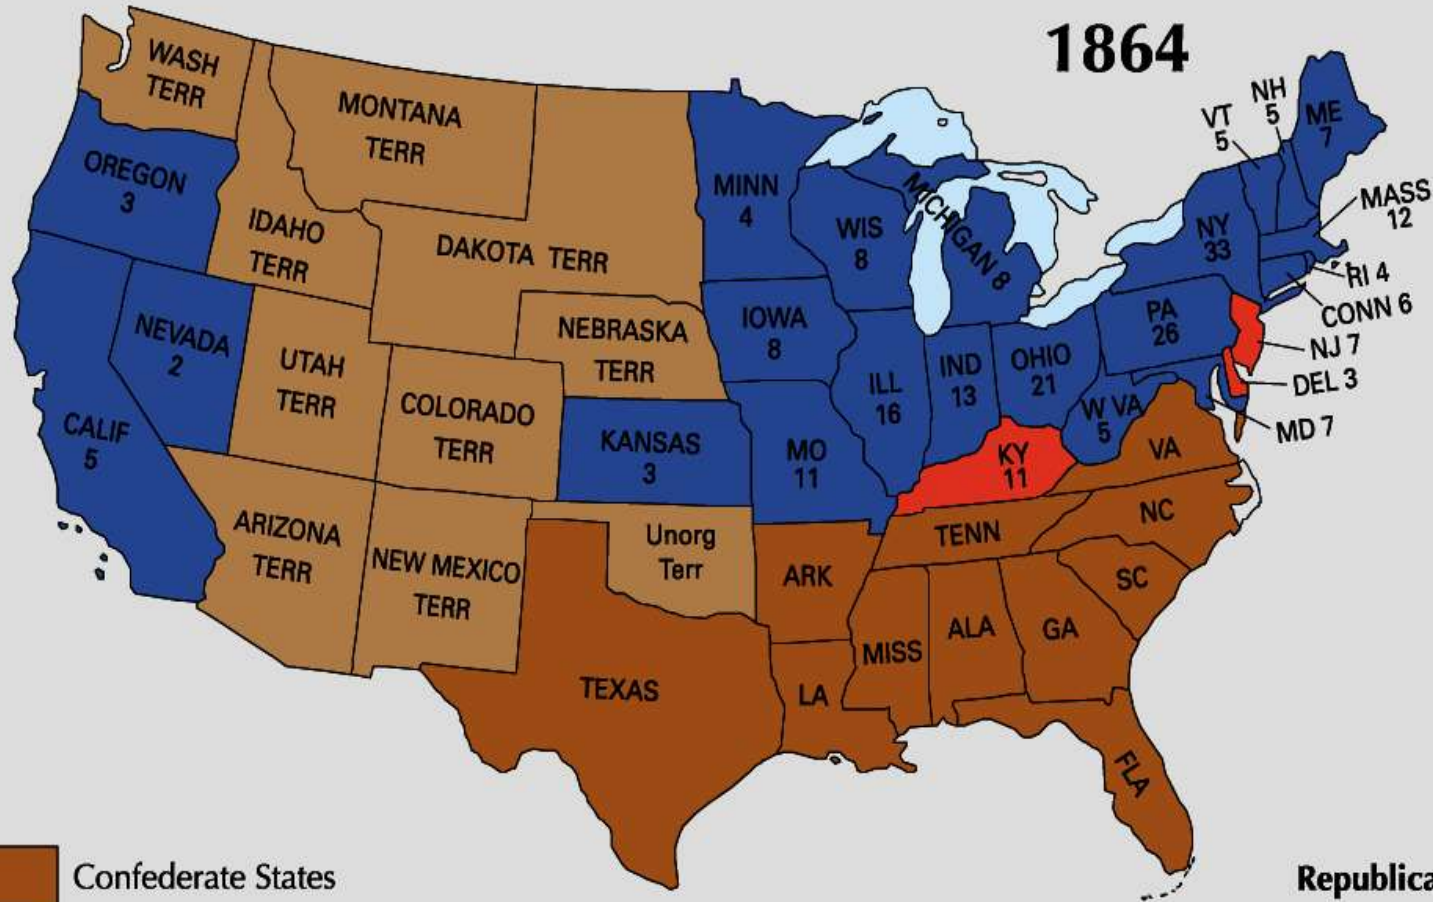 1864
WASH
TERR
MONTANA
TERR
OREGON
3
IDAHO
TERR
DAKOTA TERR
MINN
4
WIS
8
MICHIGAN 8
VT
5
NH
5
ME
7
MASS
12
NY
33
RI 4
CONN 6
NEVADA
2
UTAH
TERR
NEBRASKA
TERR
IOWA
8
PA
26
NJ 7
DEL 3
MD 7
CALIF
5
COLORADO
TERR
KANSAS
3
MO
11
ILL
16
IND
13
OHIO
21
W VA
5
KY
11
VA
ARIZONA
TERR
NEW MEXICO
TERR
Unorg
Terr
ARK
TENN
NC
SC
TEXAS
LA
MISS
ALA
GA
FLA
Confederate States
Republica